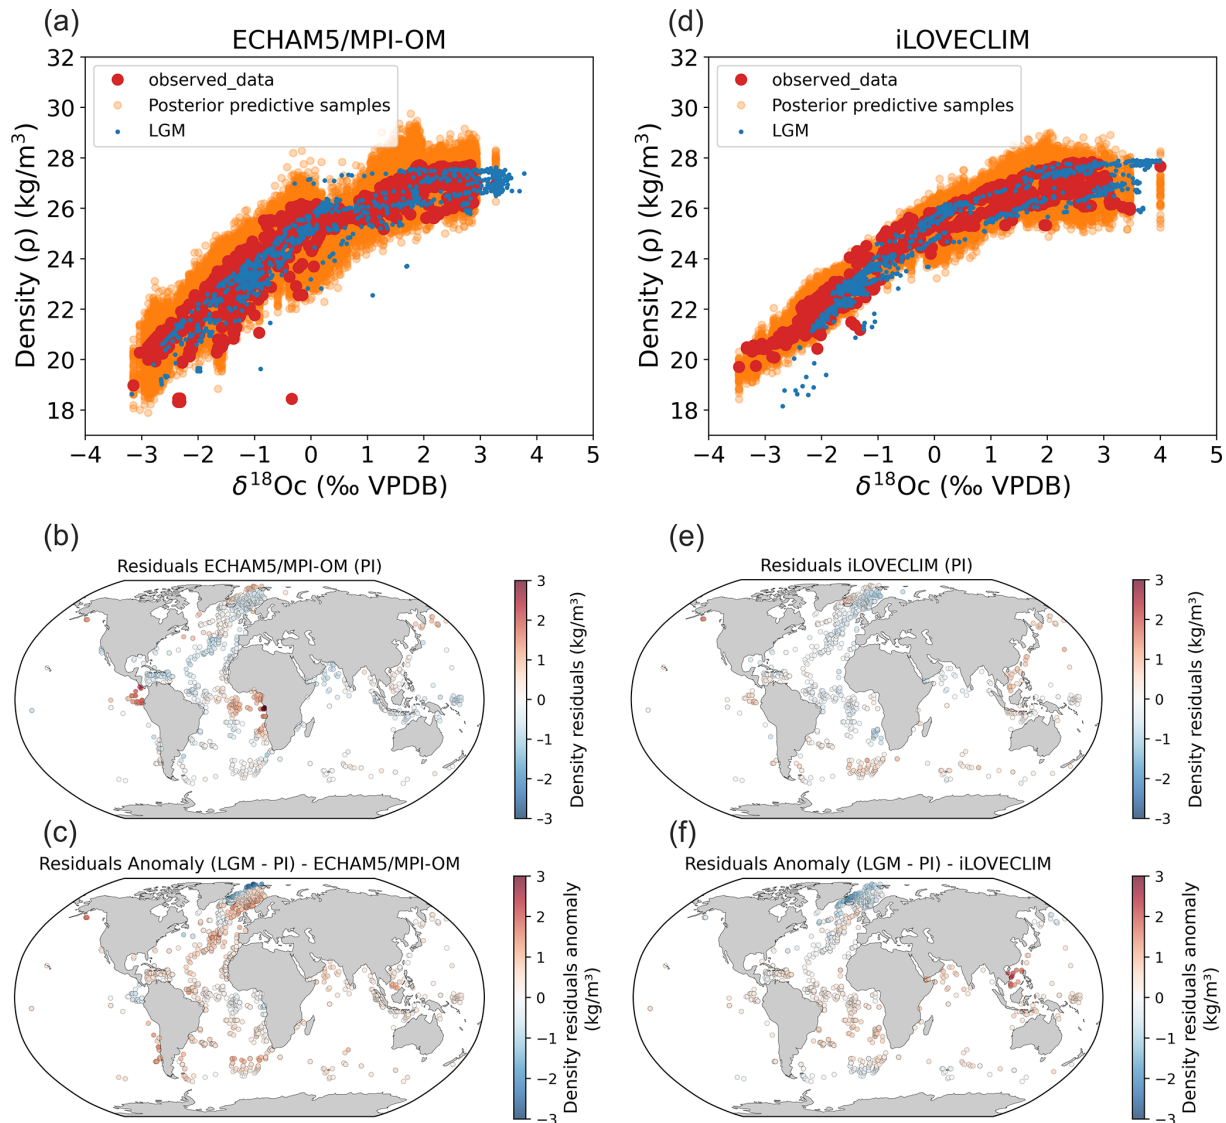 (a)
ECHAM5/MPI-OM
32
30
28
26
24
22
20
18
Density (ρ) (kg/m³)
observed_data
Posterior predictive samples
LGM
−4 −3 −2 −1 0 1 2 3 4 5
δ¹⁸Oc (‰ VPDB)
(c)
iLOVECLIM
32
30
28
26
24
22
20
18
Density (ρ) (kg/m³)
observed_data
Posterior predictive samples
LGM
−4 −3 −2 −1 0 1 2 3 4 5
δ¹⁸Oc (‰ VPDB)
(b)
Residuals ECHAM5/MPI-OM (PI)
3
2
1
0
−1
−2
−3
Density residuals (kg/m³)
(e)
Residuals iLOVECLIM (PI)
3
2
1
0
−1
−2
−3
Density residuals (kg/m³)
(c)
Residuals Anomaly (LGM - PI) - ECHAM5/MPI-OM
3
2
1
0
−1
−2
−3
Density residuals anomaly
(kg/m³)
(f)
Residuals Anomaly (LGM - PI) - iLOVECLIM
3
2
1
0
−1
−2
−3
Density residuals anomaly
(kg/m³)